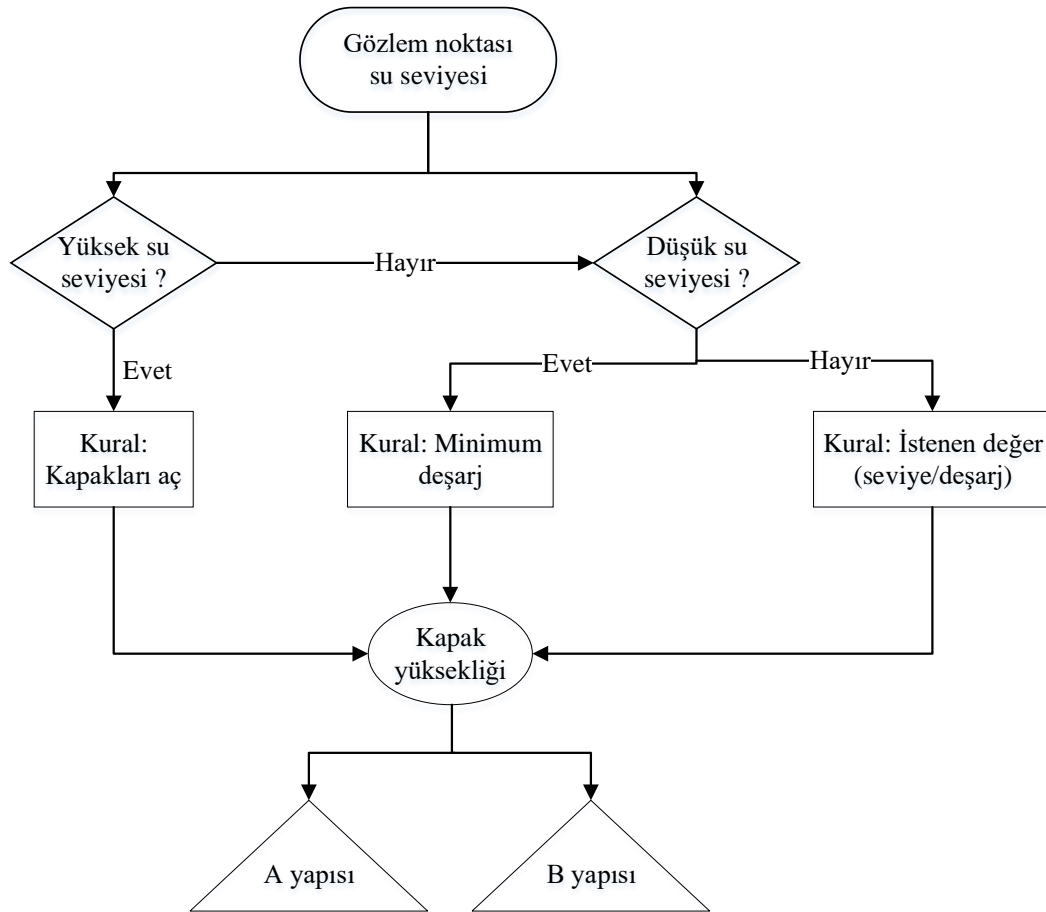 Gözlem noktası
su seviyesi
Yüksek su
seviyesi ?
Hayır
Düşük su
seviyesi ?
Evet
Evet
Hayır
Kural:
Kapakları aç
Kural: Minimum
deşarj
Kural: İstenen değer
(seviye/deşarj)
Kapak
yüksekliği
A yapısı
B yapısı